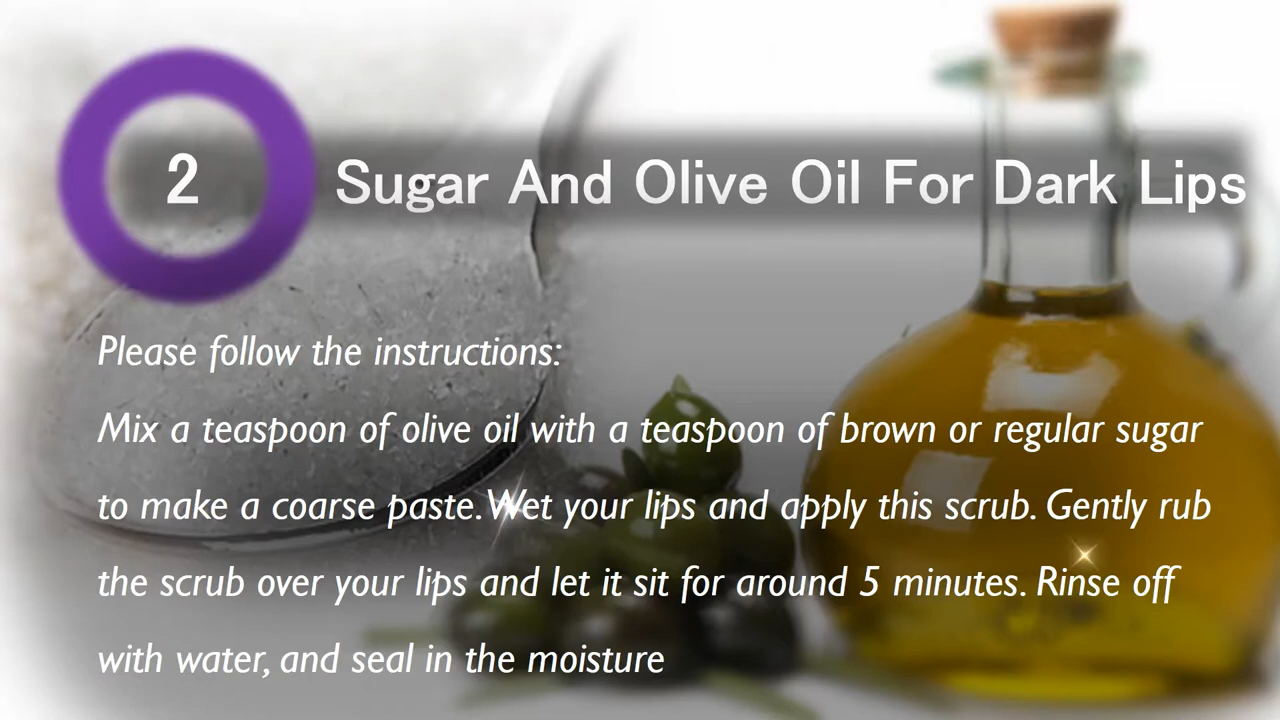 2
Sugar And Olive Oil For Dark Lips
Please follow the instructions:
Mix a teaspoon of olive oil with a teaspoon of brown or regular sugar
to make a coarse paste. Wet your lips and apply this scrub. Gently rub
the scrub over your lips and let it sit for around 5 minutes. Rinse off
with water, and seal in the moisture